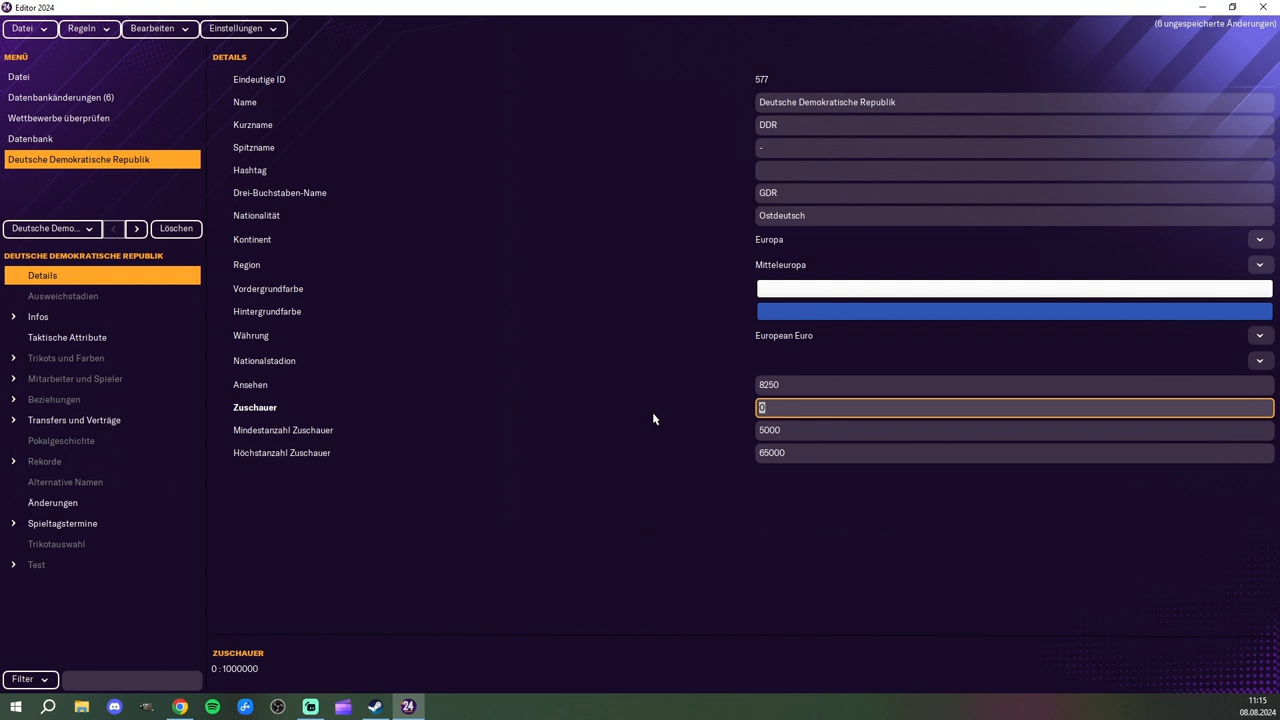 24 Editor 2024
Datei Regeln Bearbeiten Einstellungen (6 ungespeicherte Änderungen)
MENÜ
Datei
Datenbankänderungen (6)
Wettbewerbe überprüfen
Datenbank
Deutsche Demokratische Republik
Deutsche Demo... Löschen
DEUTSCHE DEMOKRATISCHE REPUBLIK
Details
Ausweichstadien
Infos
Taktische Attribute
Trikots und Farben
Mitarbeiter und Spieler
Beziehungen
Transfers und Verträge
Pokalgeschichte
Rekorde
Alternative Namen
Änderungen
Spieltagstermine
Trikotauswahl
Test
Filter
DETAILS
Eindeutige ID 577
Name Deutsche Demokratische Republik
Kurzname DDR
Spitzname -
Hashtag
Drei-Buchstaben-Name GDR
Nationalität Ostdeutsch
Kontinent Europa
Region Mitteleuropa
Vordergrundfarbe
Hintergrundfarbe
Währung European Euro
Nationalstadion
Ansehen 8250
Zuschauer 0
Mindestanzahl Zuschauer 5000
Höchstanzahl Zuschauer 65000
ZUSCHAUER
0 : 1000000
24
11:15
08.08.2024